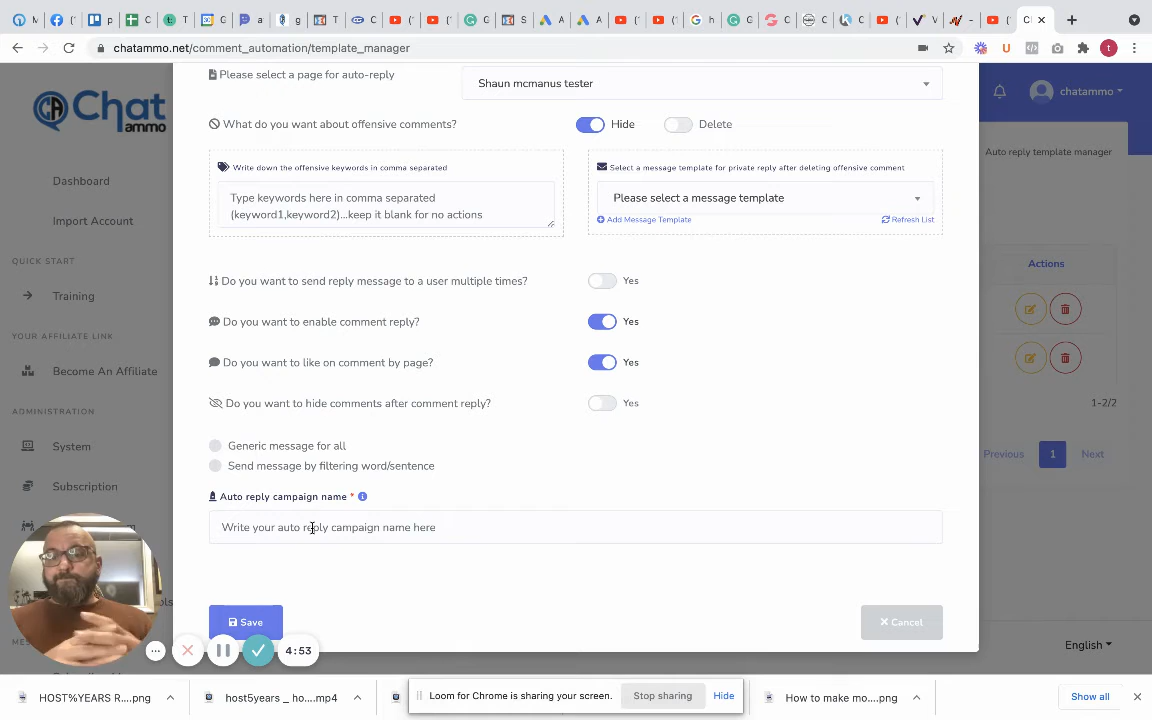 chatammo.net/comment_automation/template_manager
Chat
ammo
chatammo
Auto reply template manager
Dashboard
Import Account
QUICK START
Training
YOUR AFFILIATE LINK
Become An Affiliate
ADMINISTRATION
System
Subscription
Please select a page for auto-reply
Shaun mcmanus tester
What do you want about offensive comments?
Hide
Delete
Write down the offensive keywords in comma separated
Type keywords here in comma separated
(keyword1,keyword2)...keep it blank for no actions
Select a message template for private reply after deleting offensive comment
Please select a message template
Add Message Template
Refresh List
Do you want to send reply message to a user multiple times?
Yes
Do you want to enable comment reply?
Yes
Do you want to like on comment by page?
Yes
Do you want to hide comments after comment reply?
Yes
Generic message for all
Send message by filtering word/sentence
Auto reply campaign name *
Write your auto reply campaign name here
Save
Cancel
Actions
1-2/2
Previous
1
Next
English
4:53
HOST%YEARS R....png
host5years _ ho....mp4
Loom for Chrome is sharing your screen.
Stop sharing
Hide
How to make mo....png
Show all